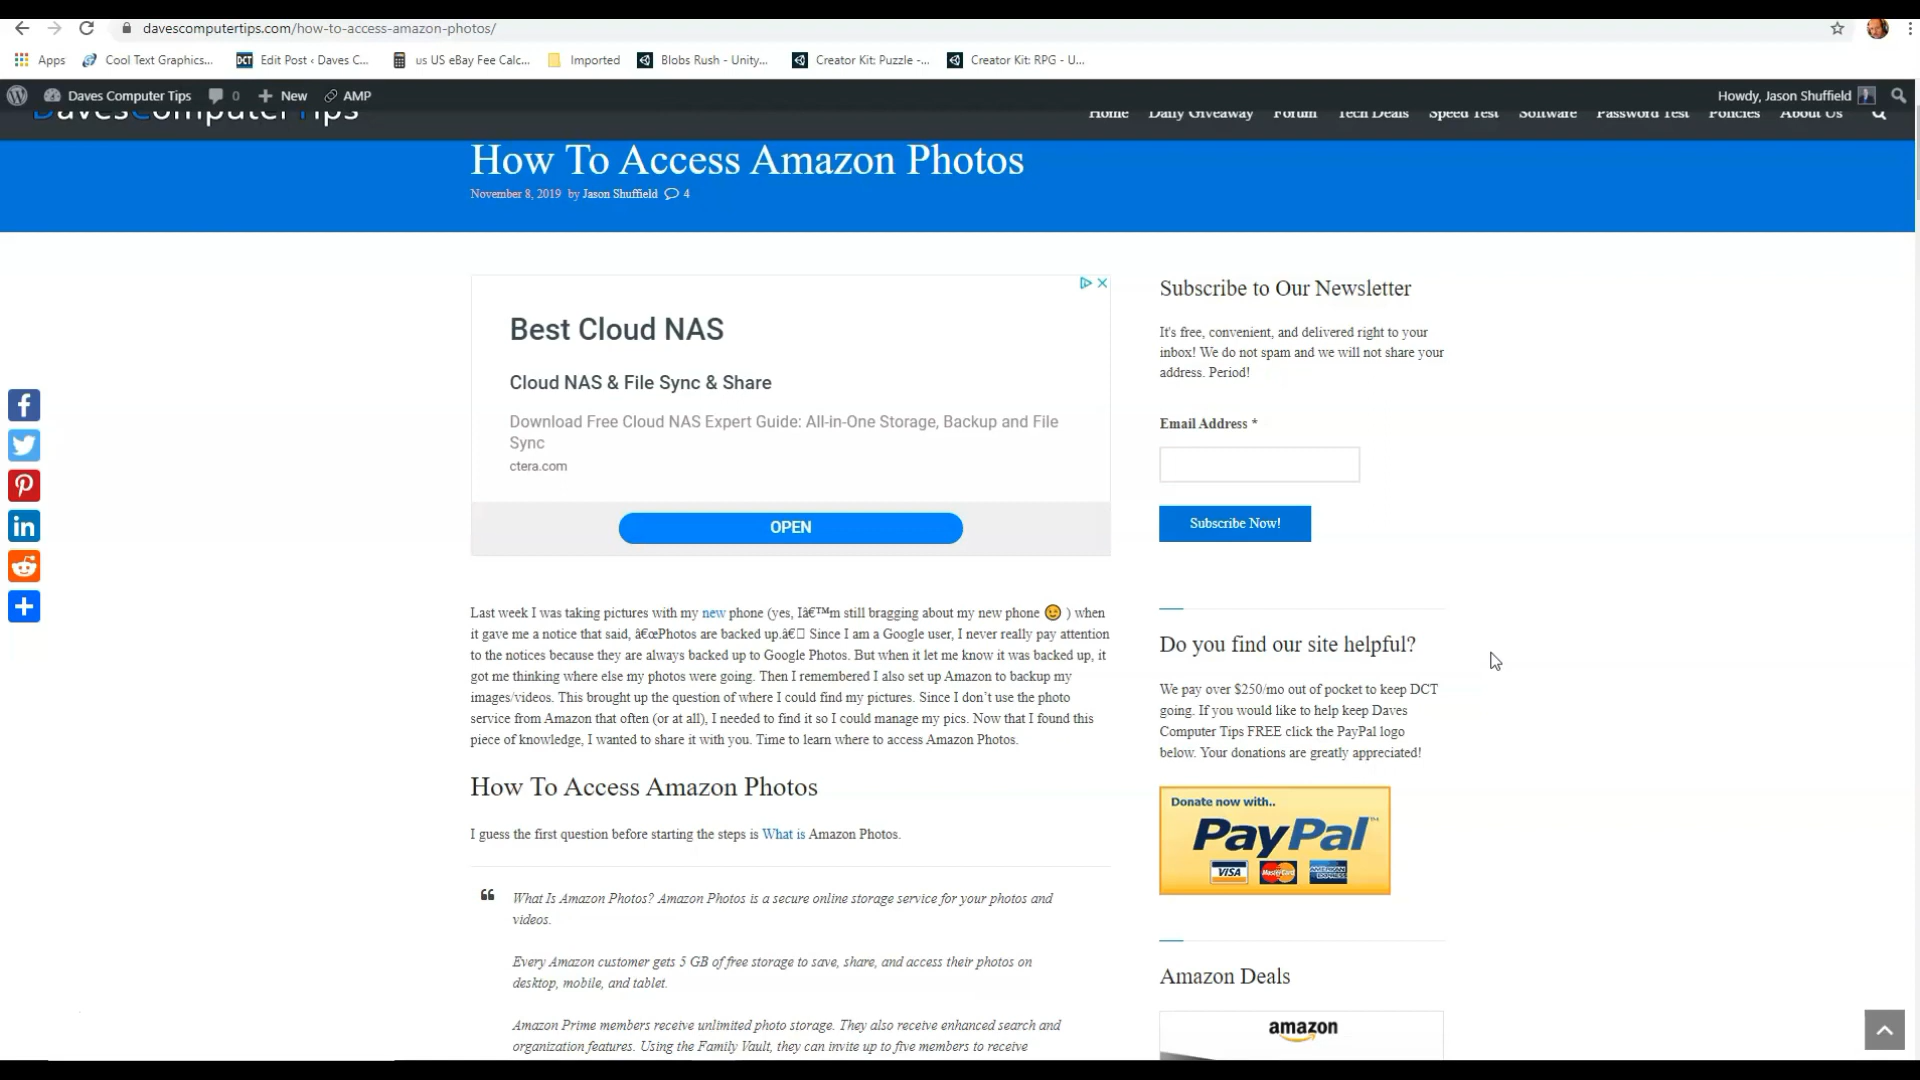 davescomputertips.com/how-to-access-amazon-photos/
Apps Cool Text Graphics... Edit Post ‹ Daves C... us US eBay Fee Calc... Imported Blobs Rush - Unity... Creator Kit: Puzzle -... Creator Kit: RPG - U...
Daves Computer Tips 0 New AMP Howdy, Jason Shuffield
DavesComputerTips Home Daily Giveaway Forum Tech Deals Speed Test Software Password Test Policies About Us
How To Access Amazon Photos
November 8, 2019 by Jason Shuffield 4
Best Cloud NAS
Cloud NAS & File Sync & Share
Download Free Cloud NAS Expert Guide: All-in-One Storage, Backup and File
Sync
ctera.com
OPEN
Last week I was taking pictures with my new phone (yes, Iâ€™m still bragging about my new phone 😉 ) when
it gave me a notice that said, â€œPhotos are backed up.â€ Since I am a Google user, I never really pay attention
to the notices because they are always backed up to Google Photos. But when it let me know it was backed up, it
got me thinking where else my photos were going. Then I remembered I also set up Amazon to backup my
images/videos. This brought up the question of where I could find my pictures. Since I don't use the photo
service from Amazon that often (or at all), I needed to find it so I could manage my pics. Now that I found this
piece of knowledge, I wanted to share it with you. Time to learn where to access Amazon Photos.
How To Access Amazon Photos
I guess the first question before starting the steps is What is Amazon Photos.
What Is Amazon Photos? Amazon Photos is a secure online storage service for your photos and
videos.
Every Amazon customer gets 5 GB of free storage to save, share, and access their photos on
desktop, mobile, and tablet.
Amazon Prime members receive unlimited photo storage. They also receive enhanced search and
organization features. Using the Family Vault, they can invite up to five members to receive
Subscribe to Our Newsletter
It's free, convenient, and delivered right to your
inbox! We do not spam and we will not share your
address. Period!
Email Address *
Subscribe Now!
Do you find our site helpful?
We pay over $250/mo out of pocket to keep DCT
going. If you would like to help keep Daves
Computer Tips FREE click the PayPal logo
below. Your donations are greatly appreciated!
Donate now with..
PayPal™
VISA MasterCard AMERICAN EXPRESS
Amazon Deals
amazon